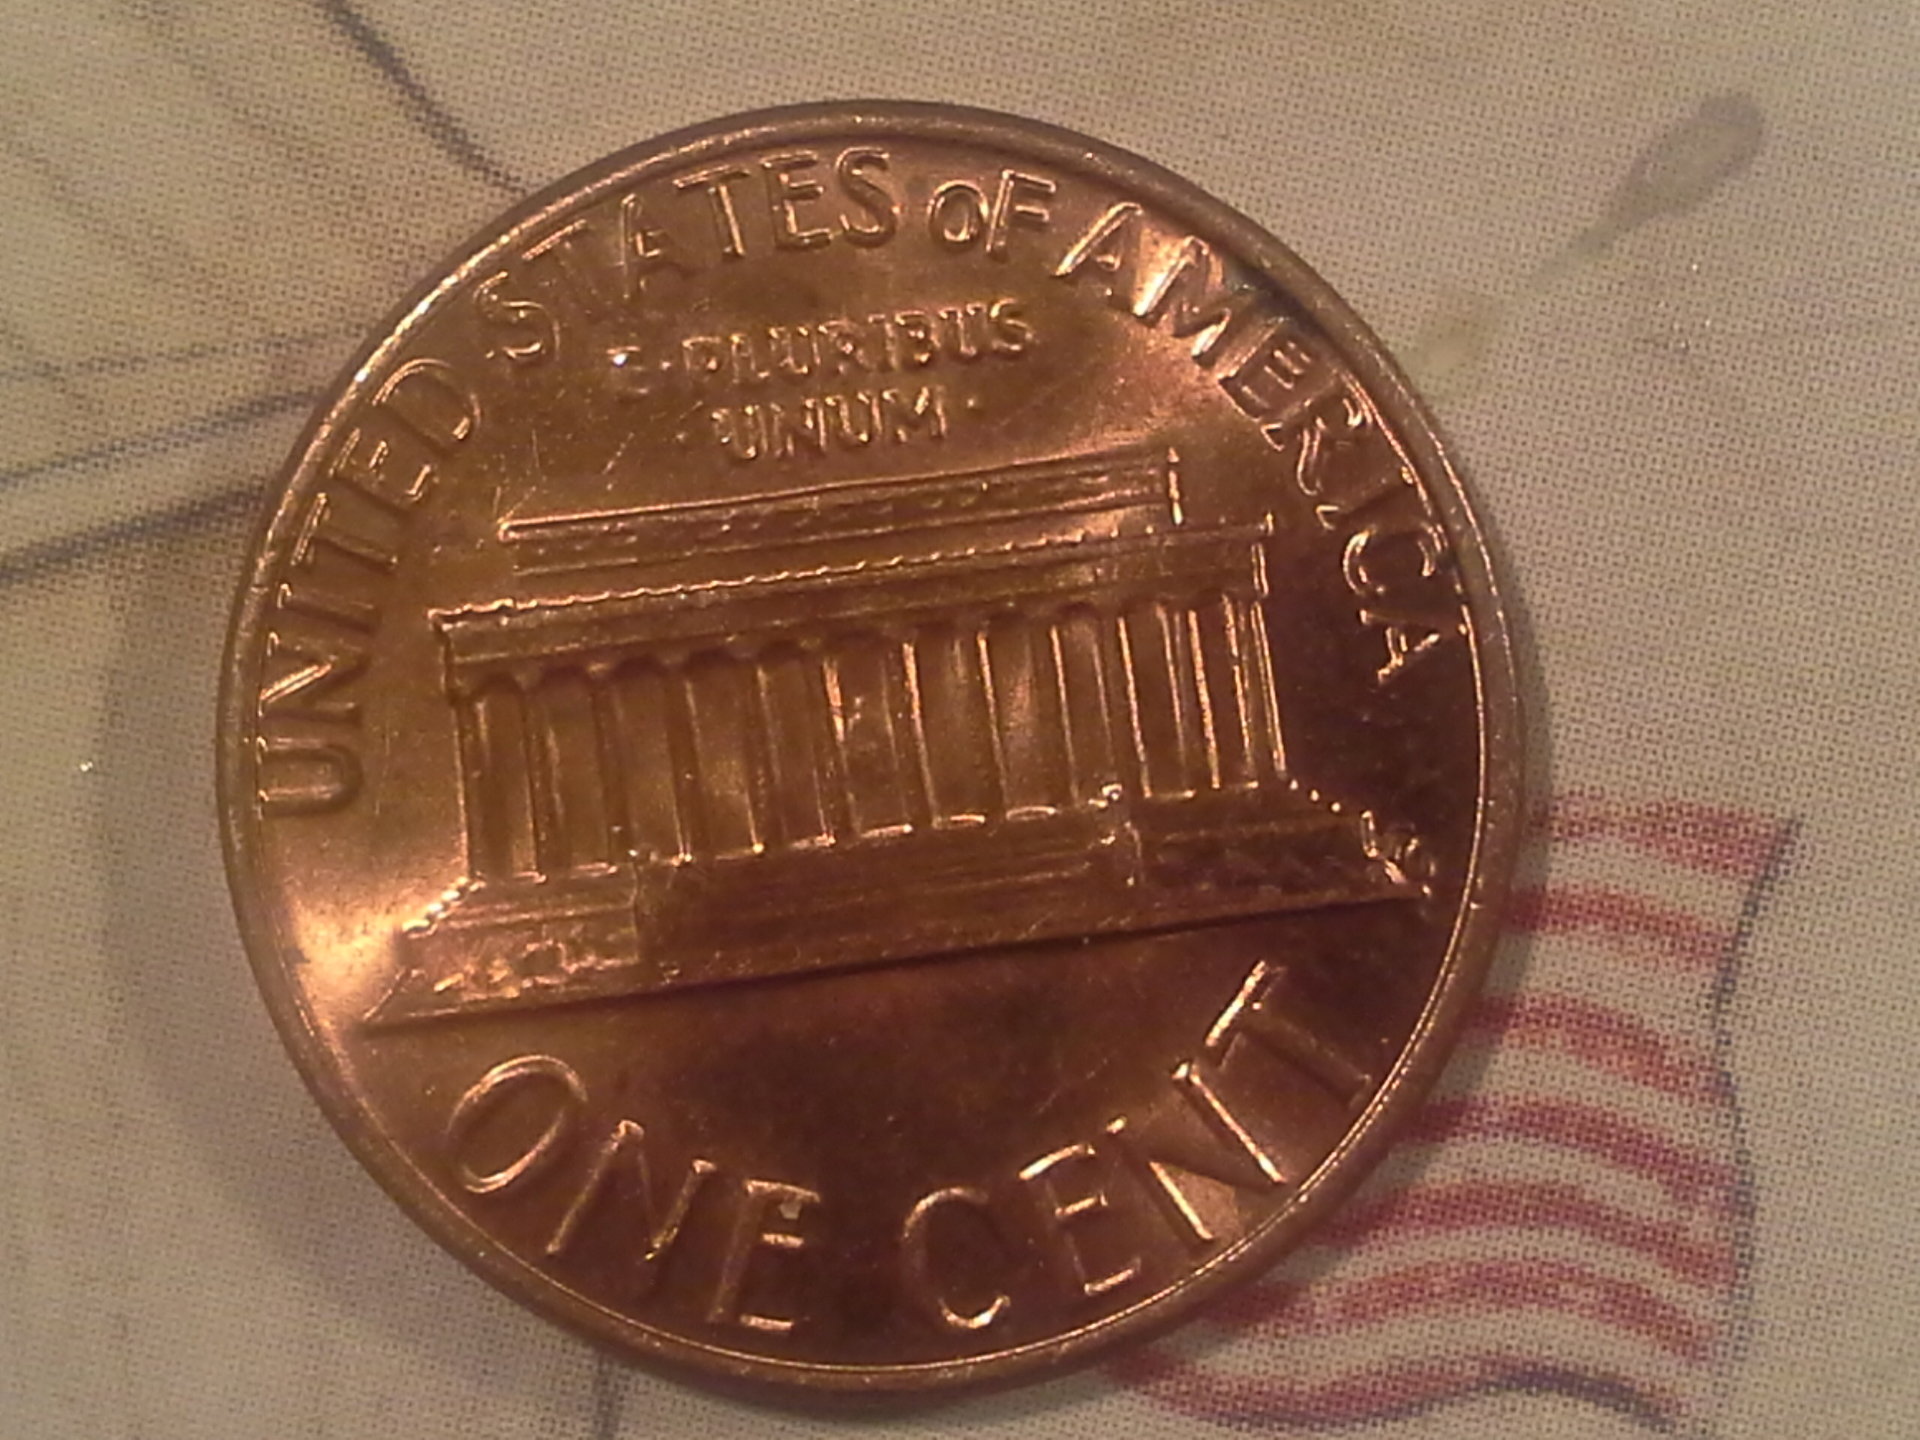 UNITED STATES oF AMERICA
E·PLURIBUS
·UNUM·
ONE CENT